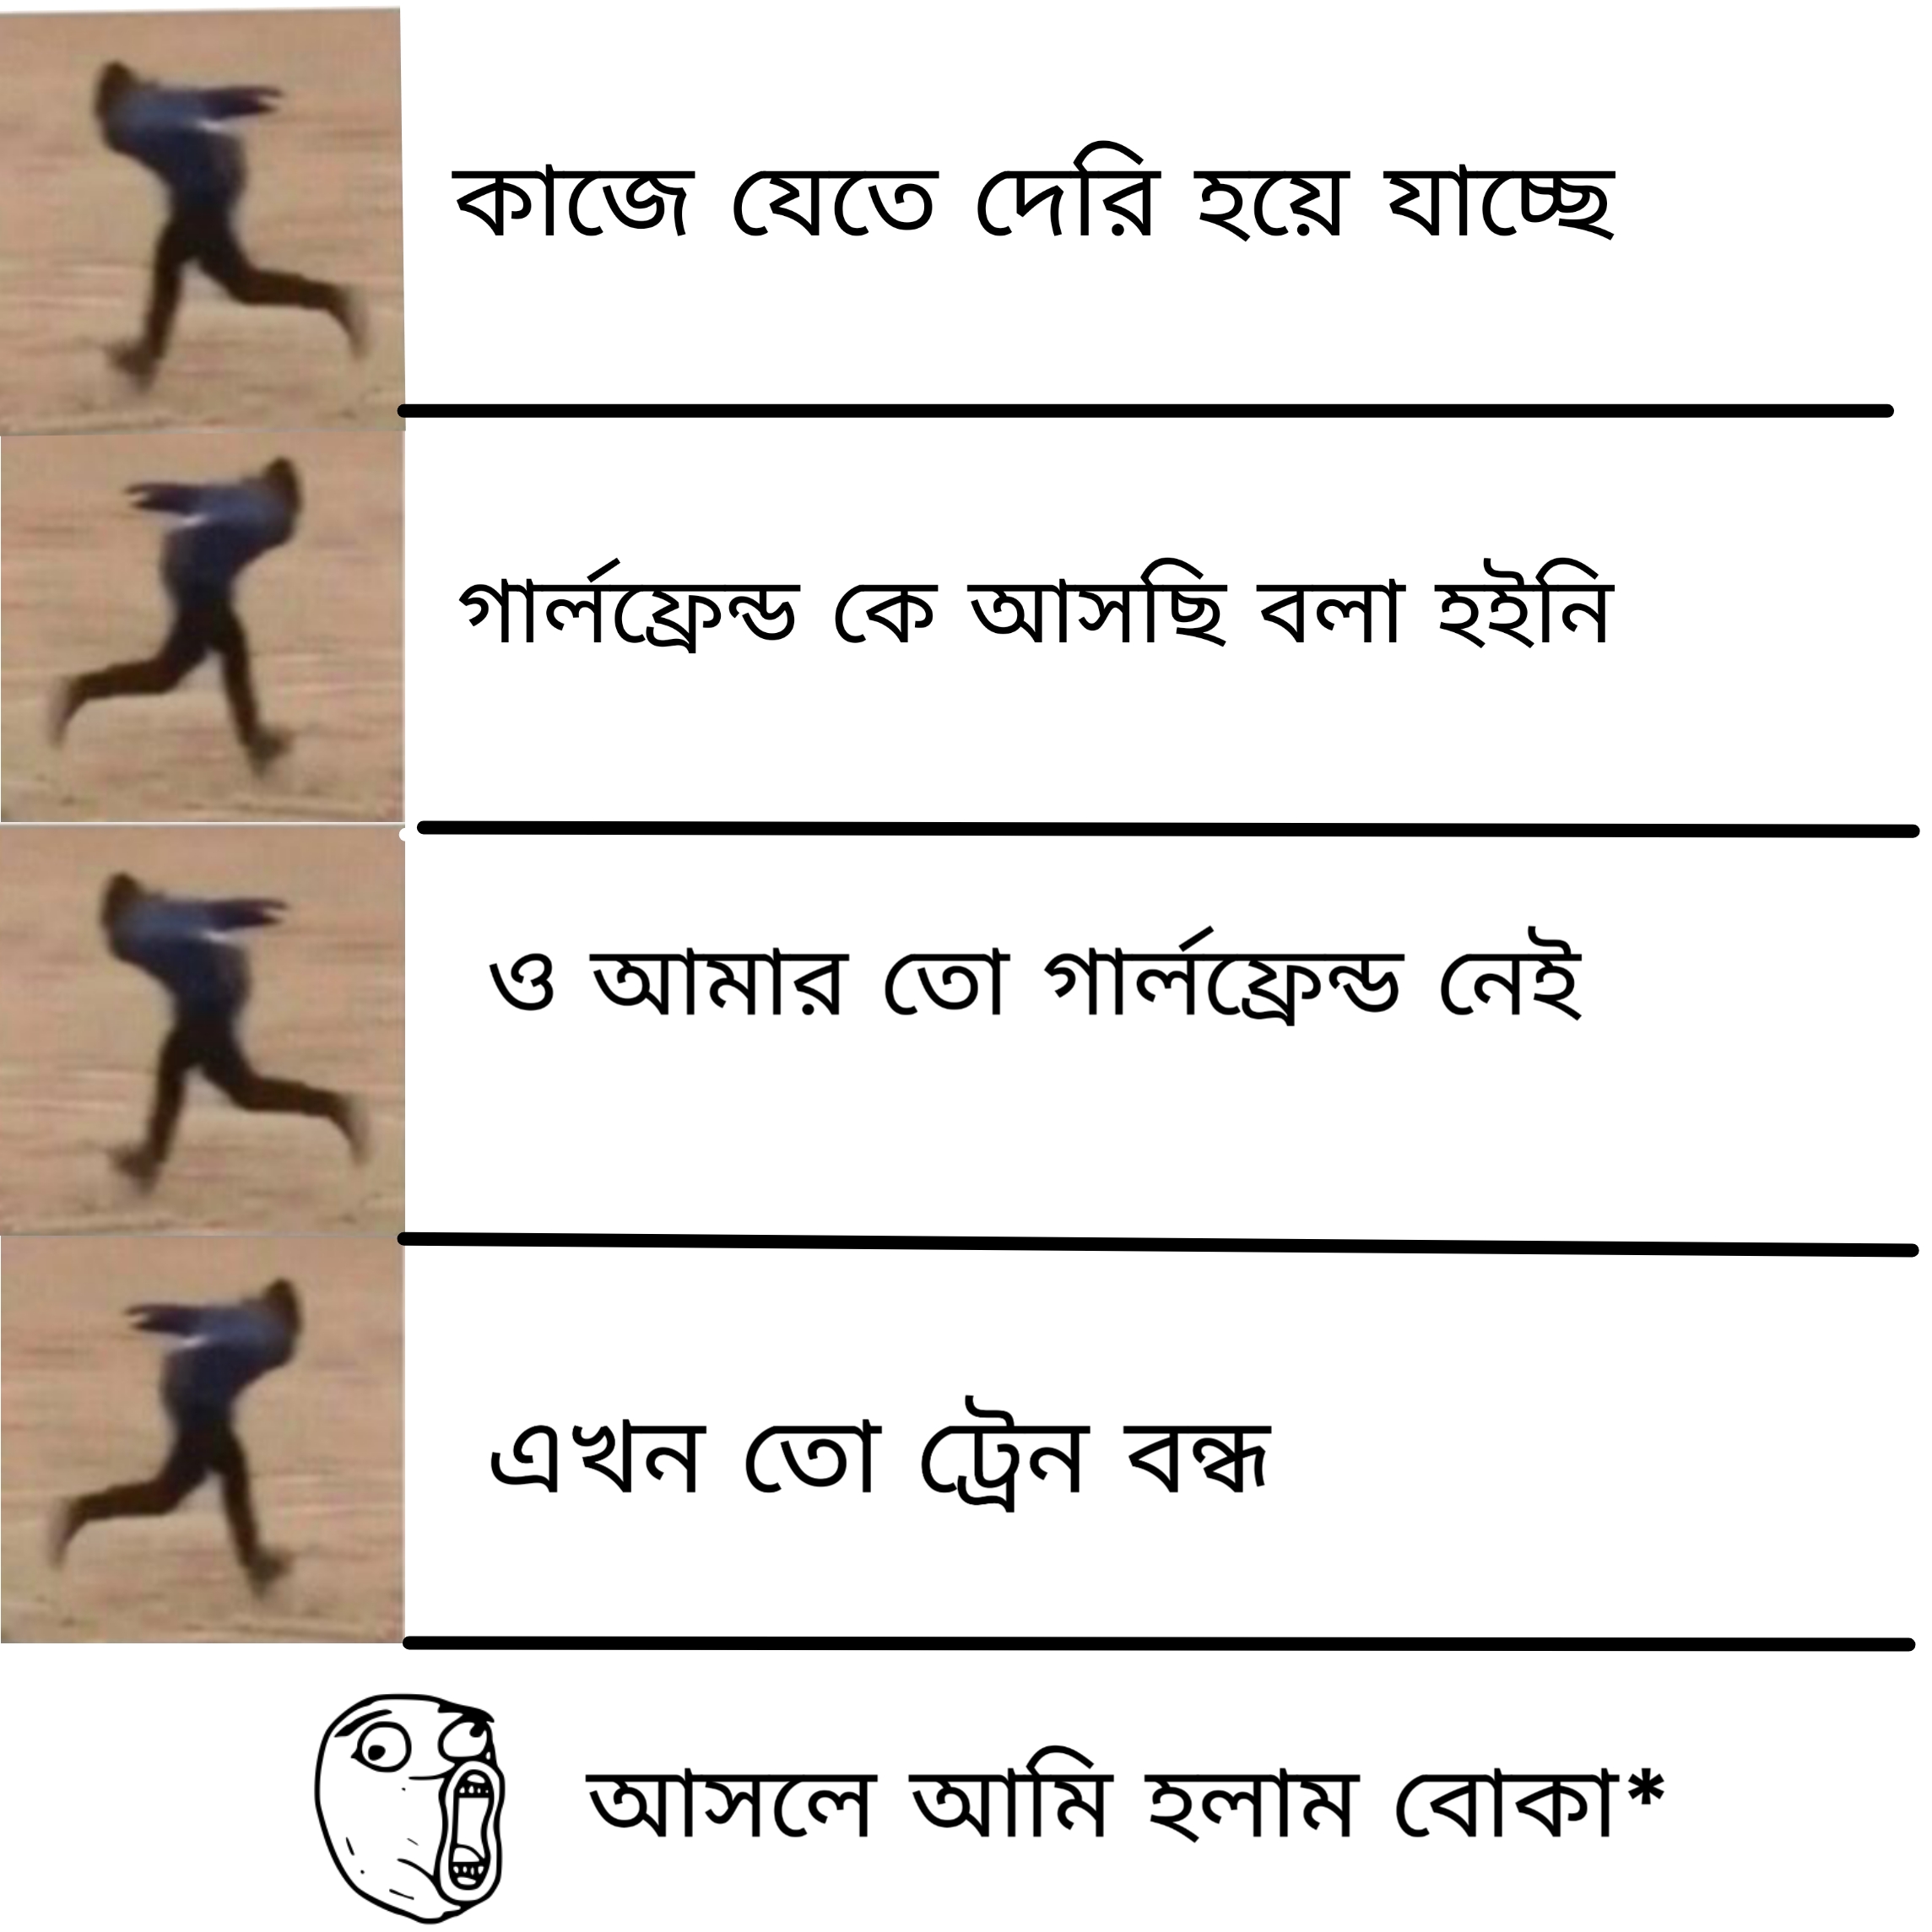 কাজে যেতে দেরি হয়ে যাচ্ছে
গার্লফ্রেন্ড কে আসছি বলা হইনি
ও আমার তো গার্লফ্রেন্ড নেই
এখন তো ট্রেন বন্ধ
আসলে আমি হলাম বোকা*